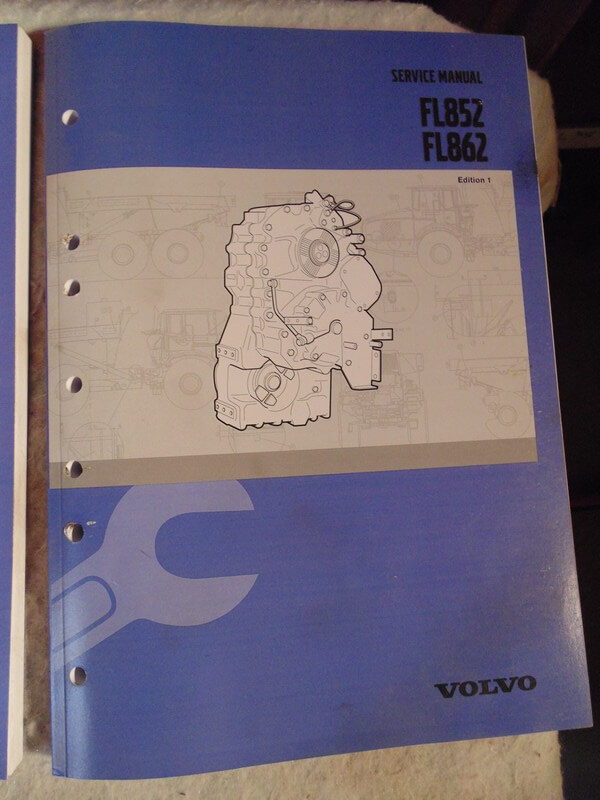 SERVICE MANUAL
FL852
FL862
Edition 1
VOLVO